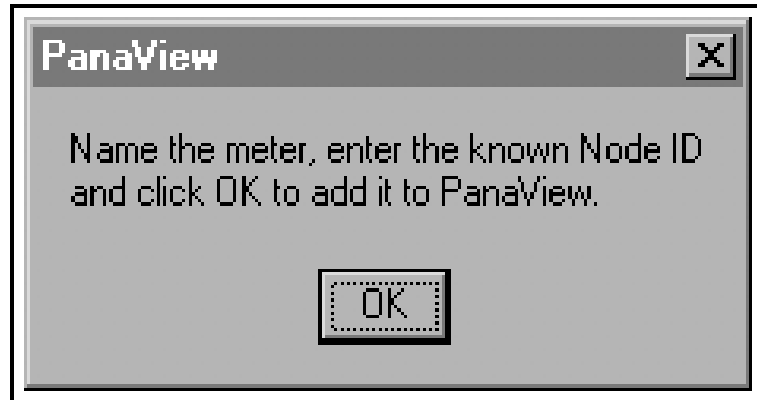 PanaView
Name the meter, enter the known Node ID
and click OK to add it to PanaView.
OK